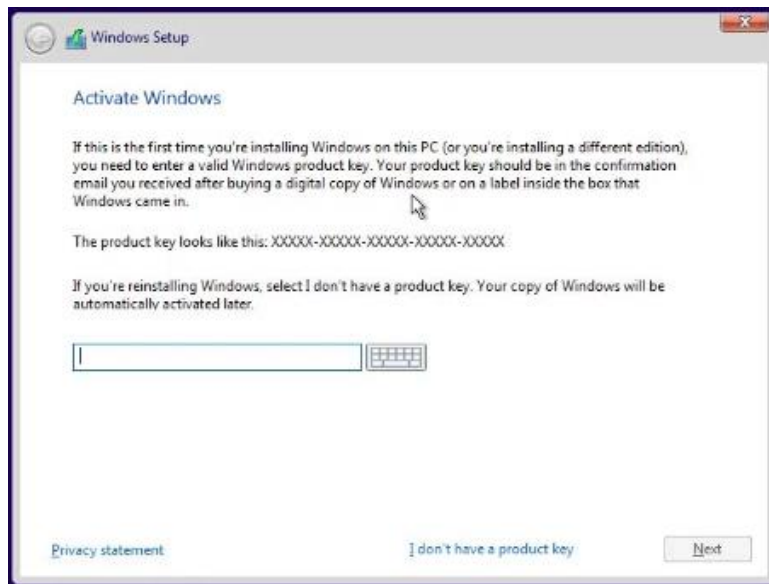 Windows Setup
Activate Windows
If this is the first time you're installing Windows on this PC (or you're installing a different edition),
you need to enter a valid Windows product key. Your product key should be in the confirmation
email you received after buying a digital copy of Windows or on a label inside the box that
Windows came in.
The product key looks like this: XXXXX-XXXXX-XXXXX-XXXXX-XXXXX
If you're reinstalling Windows, select I don't have a product key. Your copy of Windows will be
automatically activated later.
Privacy statement
I don't have a product key
Next